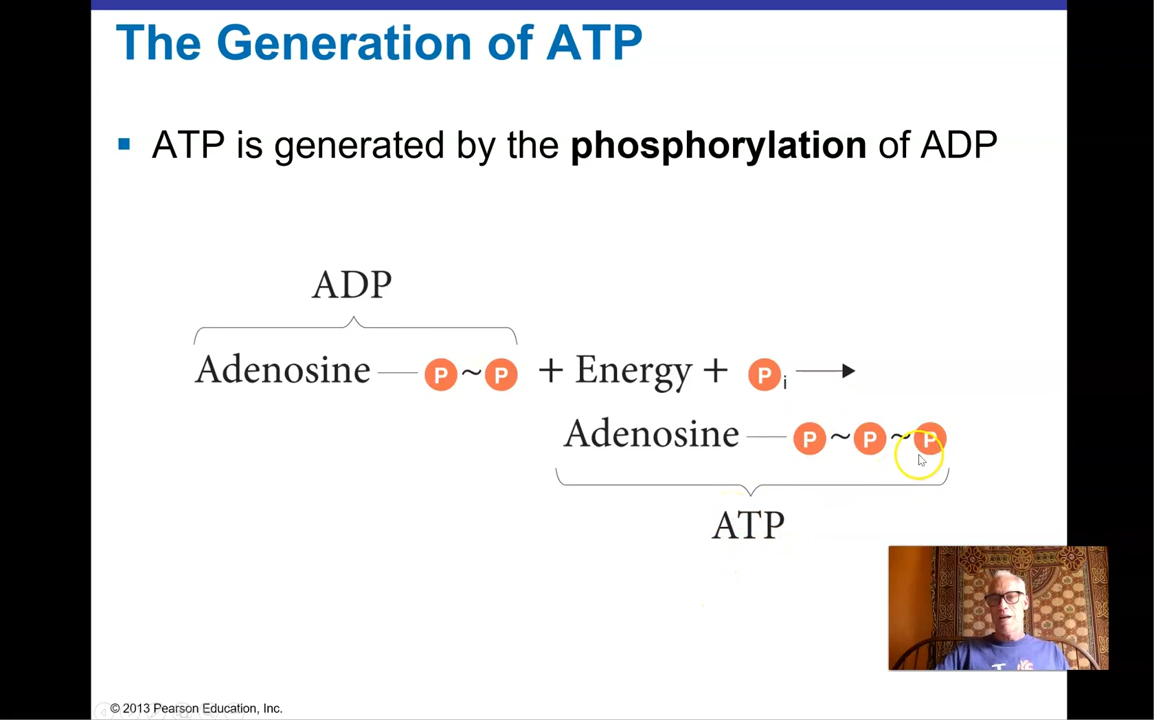 The Generation of ATP
▪ ATP is generated by the phosphorylation of ADP
ADP
Adenosine — P ~ P + Energy + P i →
Adenosine — P ~ P ~ P
ATP
© 2013 Pearson Education, Inc.